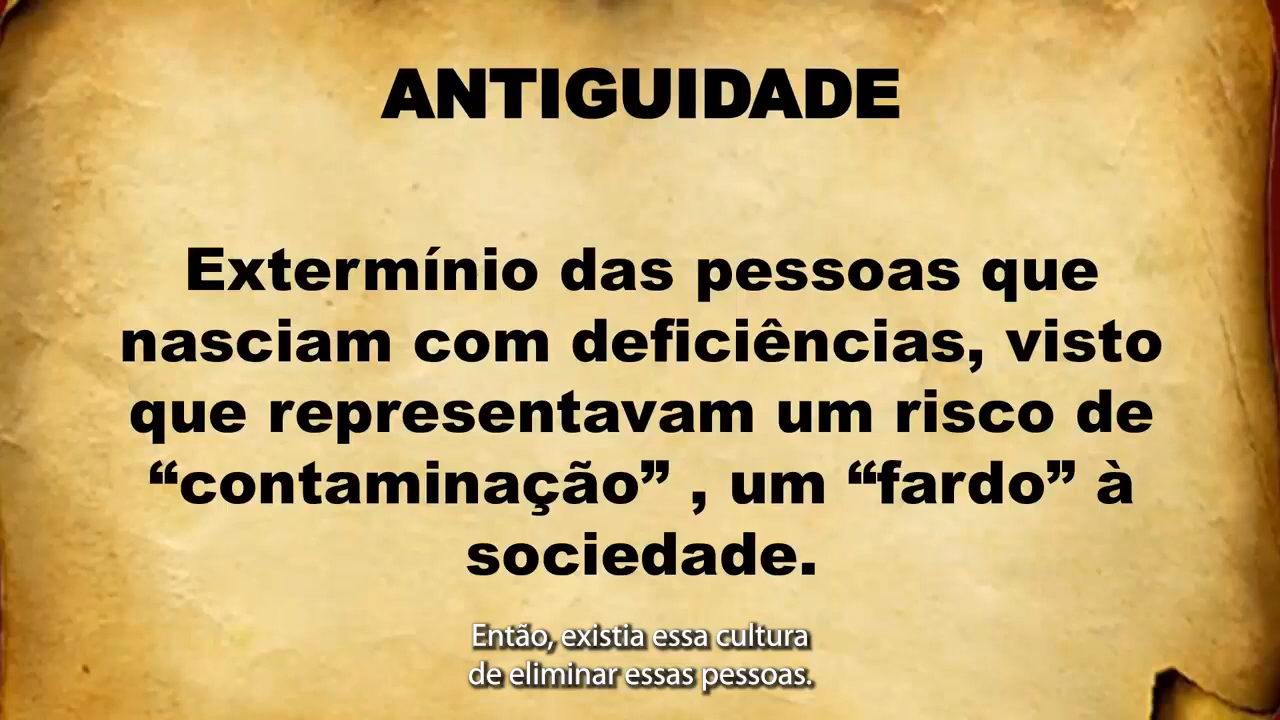 ANTIGUIDADE
Extermínio das pessoas que
nasciam com deficiências, visto
que representavam um risco de
“contaminação” , um “fardo” à
sociedade.
Então, existia essa cultura
de eliminar essas pessoas.